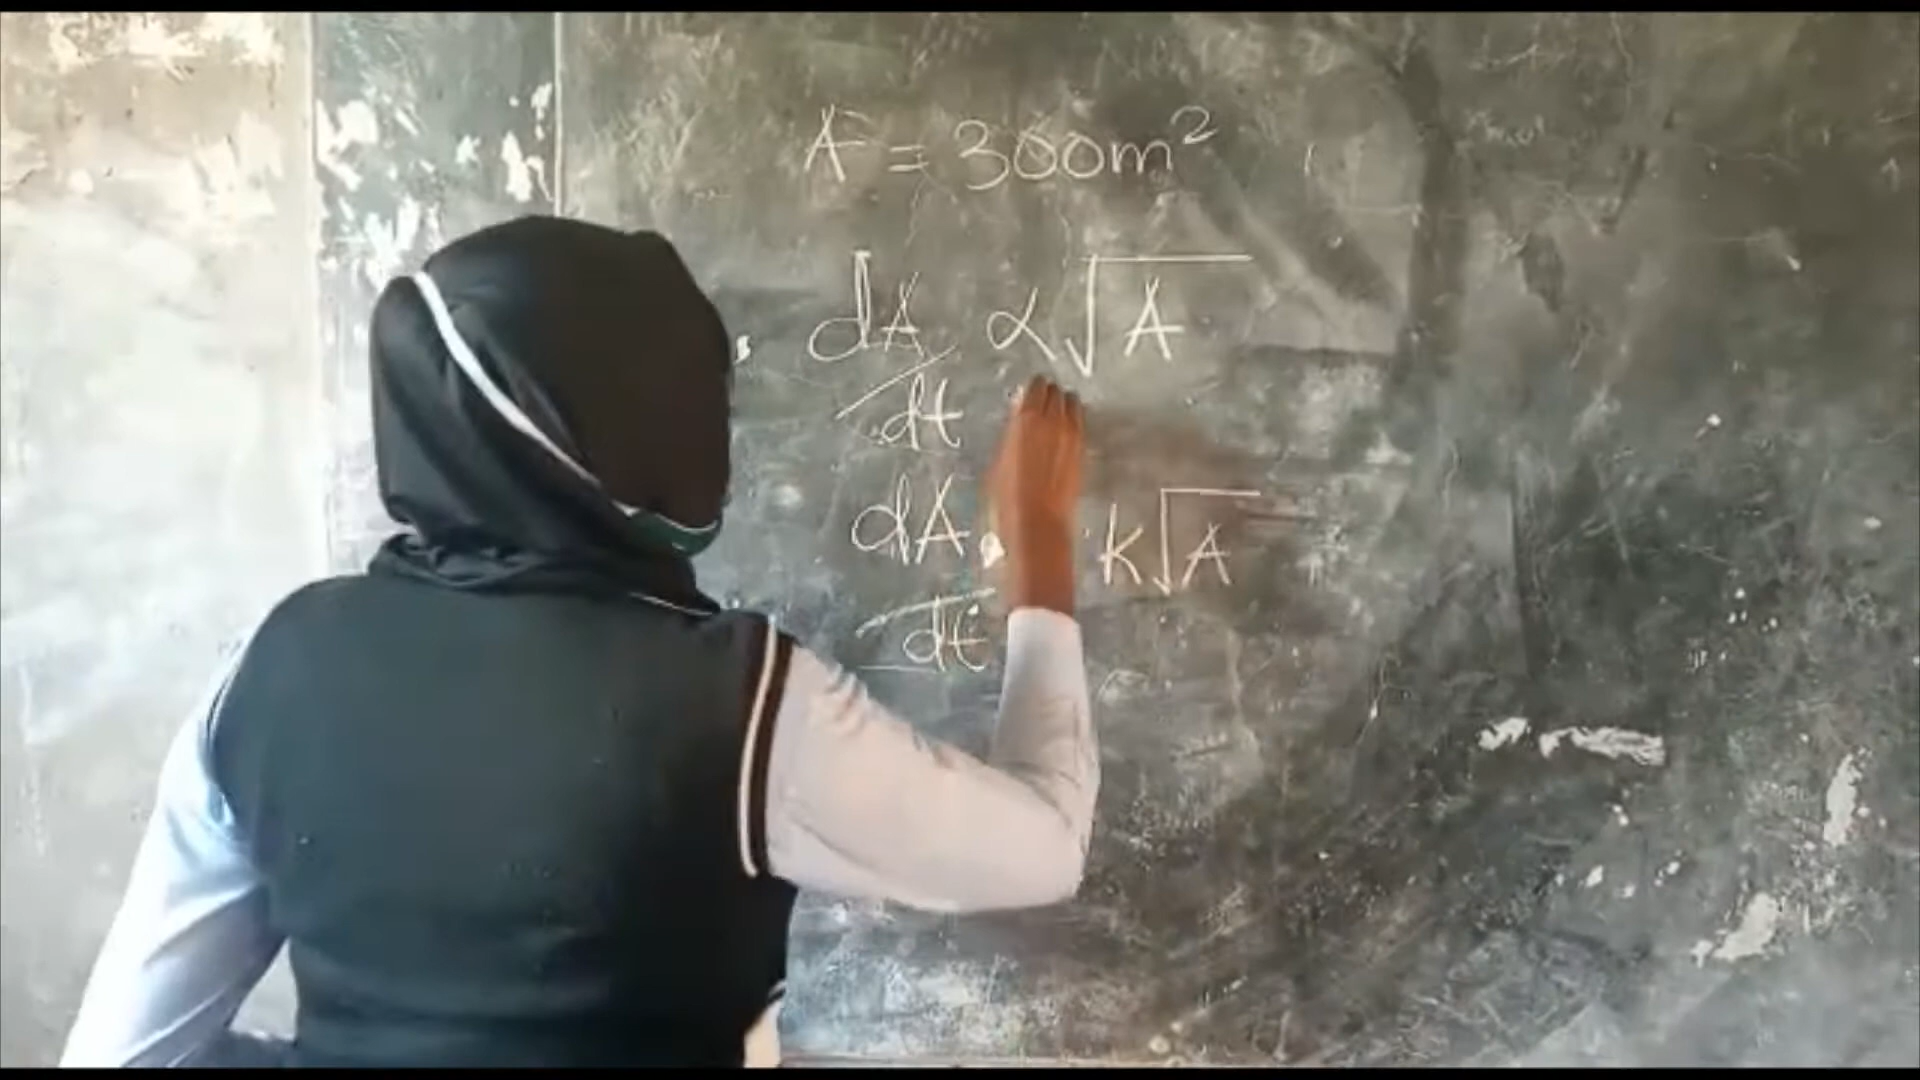 A = 300m²
dA/dt α √A
dA/dt k√A